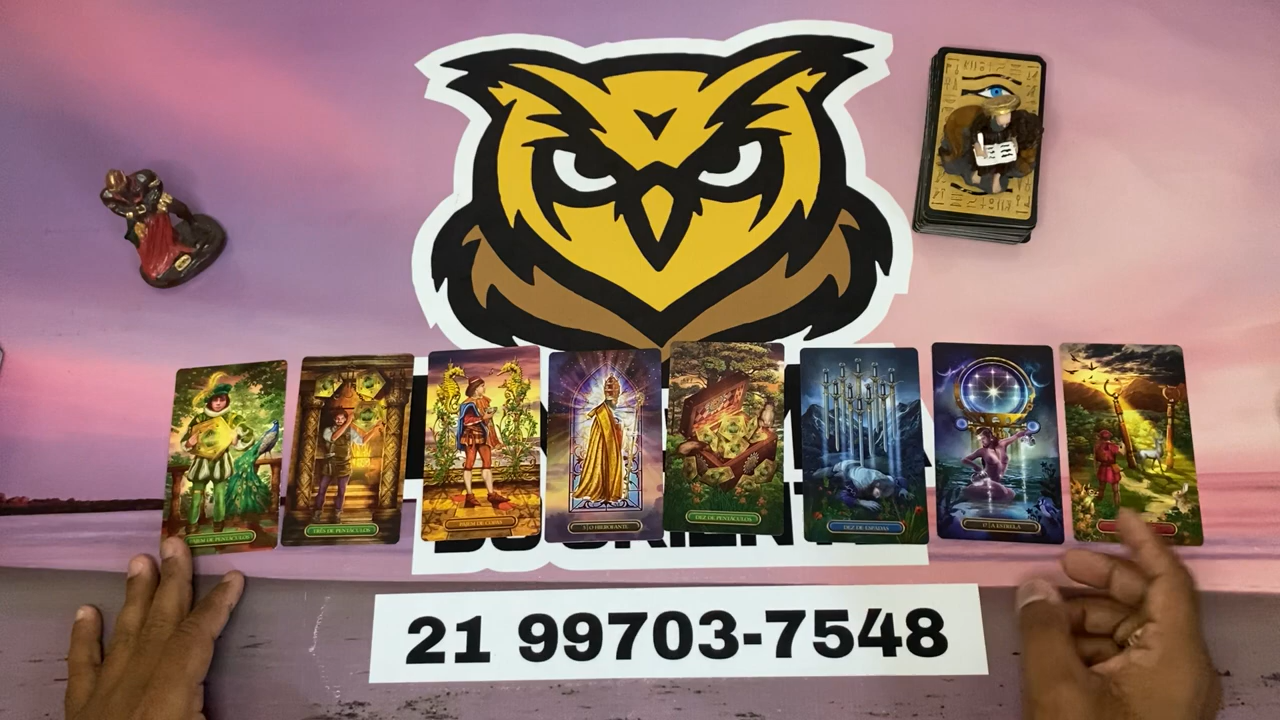 PAJEM DE PENTÁCULOS
TRÊS DE PENTÁCULOS
PAJEM DE COPAS
5 | O HIEROFANTE
DEZ DE PENTÁCULOS
DEZ DE ESPADAS
17 | A ESTRELA
21 99703-7548